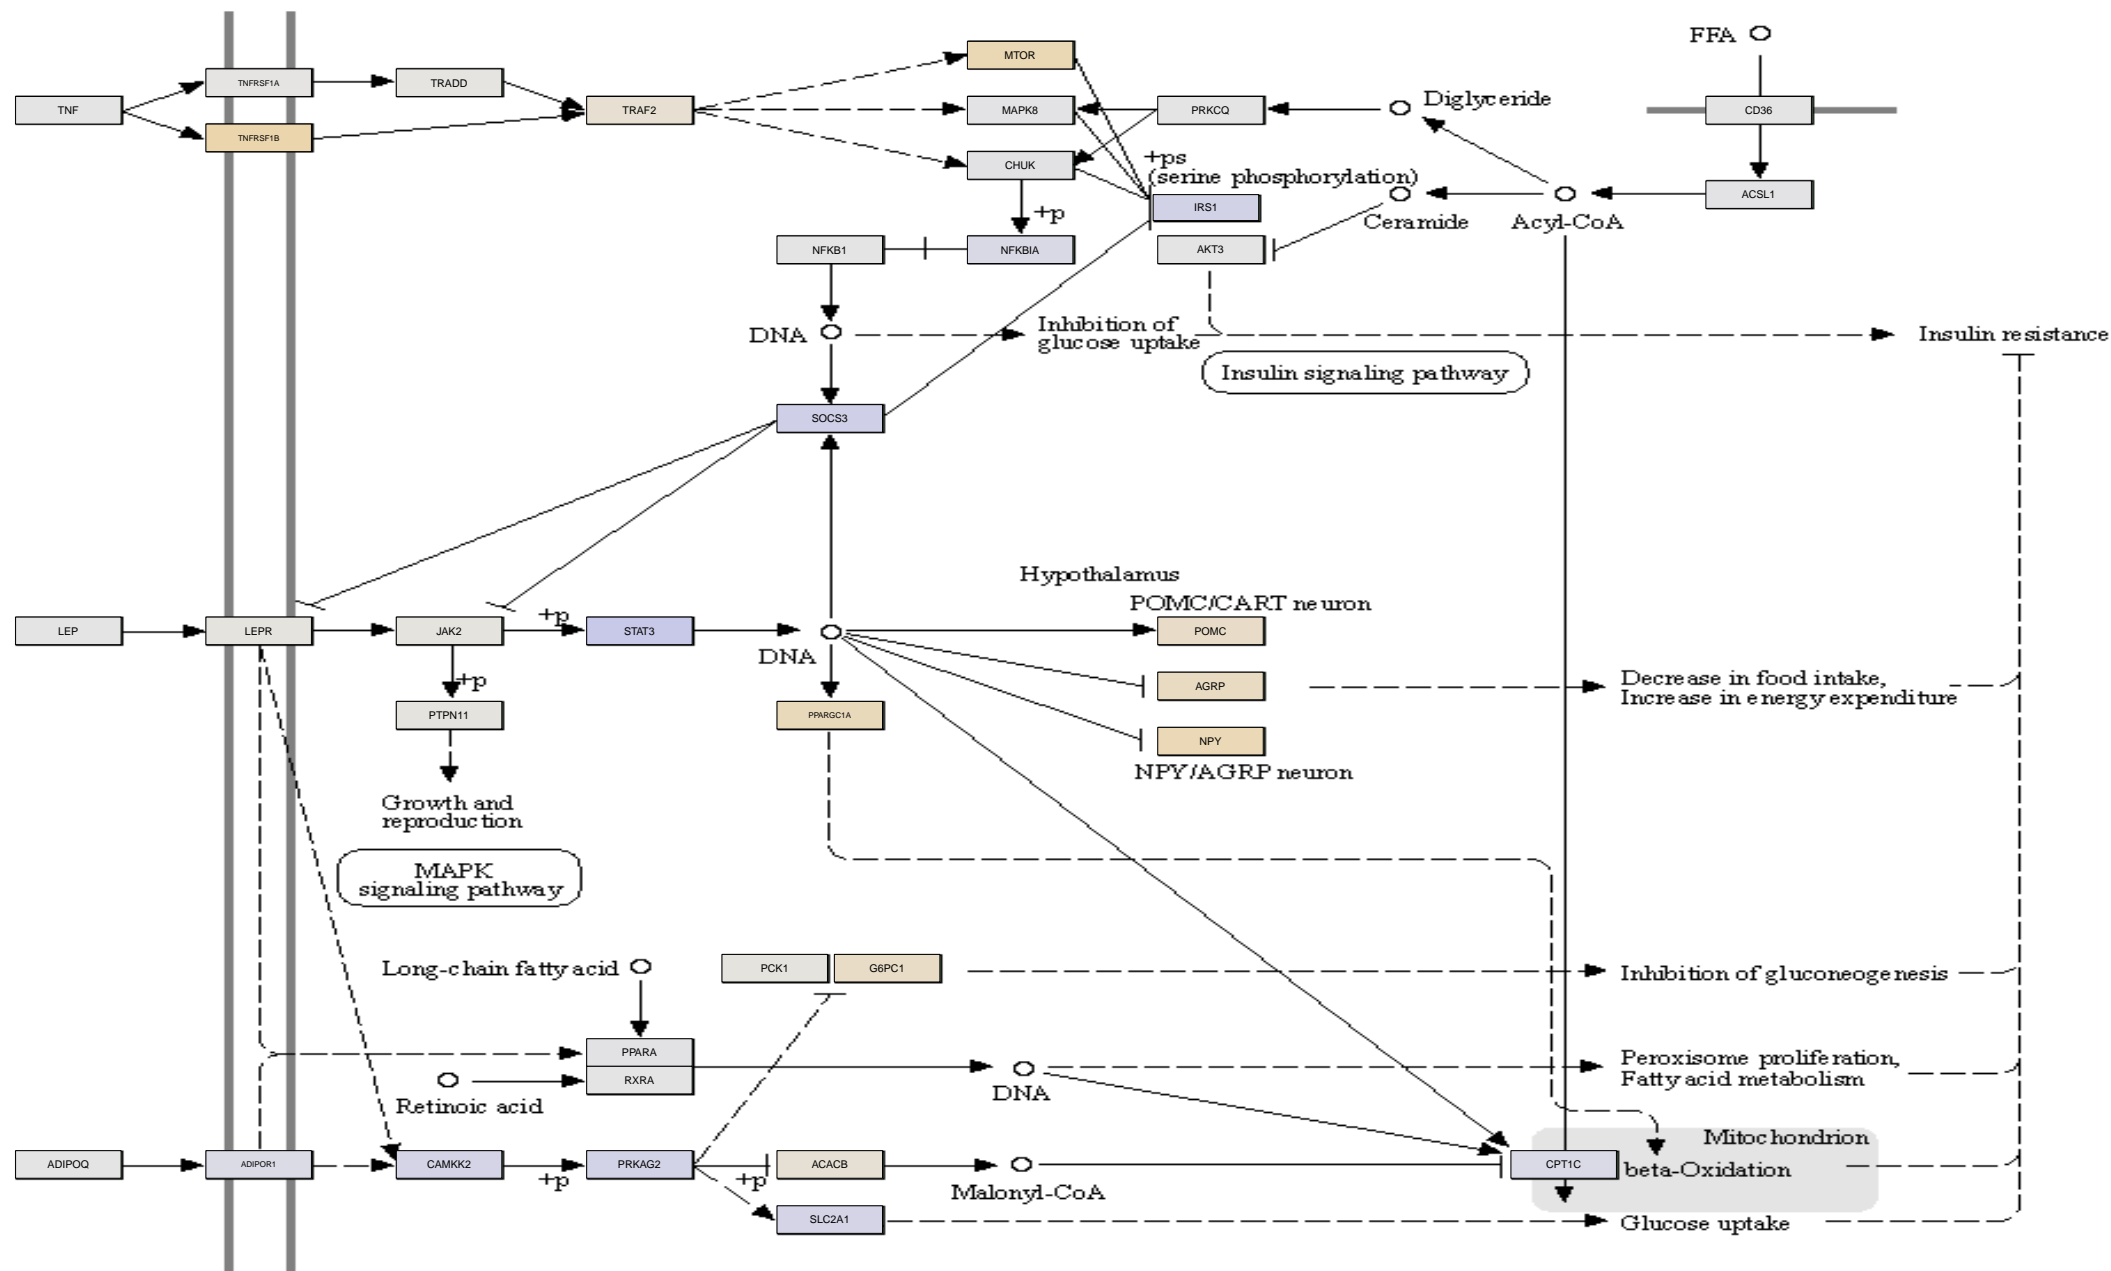 FFA
MTOR
TNFRSF1A
TRADD
TNF
TRAF2
MAPK8
PRKCQ
Diglyceride
CD36
TNFRSF1B
CHUK
+ps
(serine phosphorylation)
ACSL1
IRS1
+p
Ceramide
Acyl-CoA
NFKB1
NFKBIA
AKT3
DNA
Inhibition of
glucose uptake
Insulin resistance
Insulin signaling pathway
SOCS3
Hypothalamus
POMC/CART neuron
+p
LEP
LEPR
JAK2
STAT3
POMC
DNA
+p
AGRP
Decrease in food intake,
Increase in energy expenditure
PTPN11
PPARGC1A
NPY
NPY/AGRP neuron
Growth and
reproduction
MAPK
signaling pathway
Long-chain fatty acid
PCK1
G6PC1
Inhibition of gluconeogenesis
PPARA
Peroxisome proliferation,
Fatty acid metabolism
RXRA
DNA
Retinoic acid
Mitochondrion
ADIPOQ
ADIPOR1
CAMKK2
PRKAG2
ACACB
CPT1C
beta-Oxidation
+p
+p
Malonyl-CoA
SLC2A1
Glucose uptake